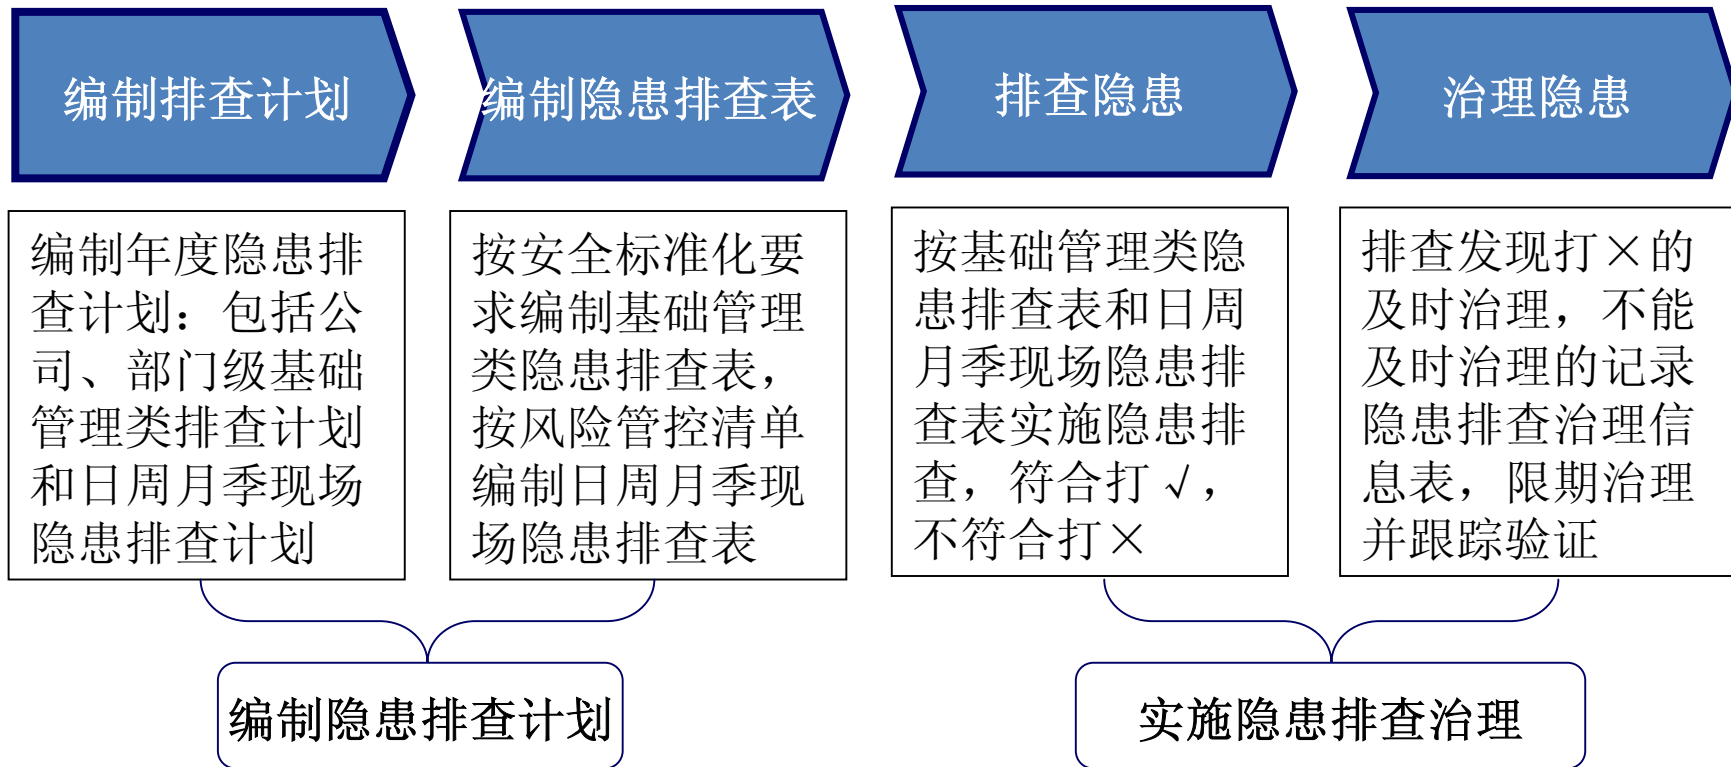 编制排查计划
编制隐患排查表
排查隐患
治理隐患
编制年度隐患排
查计划：包括公
司、部门级基础
管理类排查计划
和日周月季现场
隐患排查计划
按安全标准化要
求编制基础管理
类隐患排查表，
按风险管控清单
编制日周月季现
场隐患排查表
按基础管理类隐
患排查表和日周
月季现场隐患排
查表实施隐患排
查，符合打√，
不符合打×
排查发现打×的
及时治理，不能
及时治理的记录
隐患排查治理信
息表，限期治理
并跟踪验证
编制隐患排查计划
实施隐患排查治理